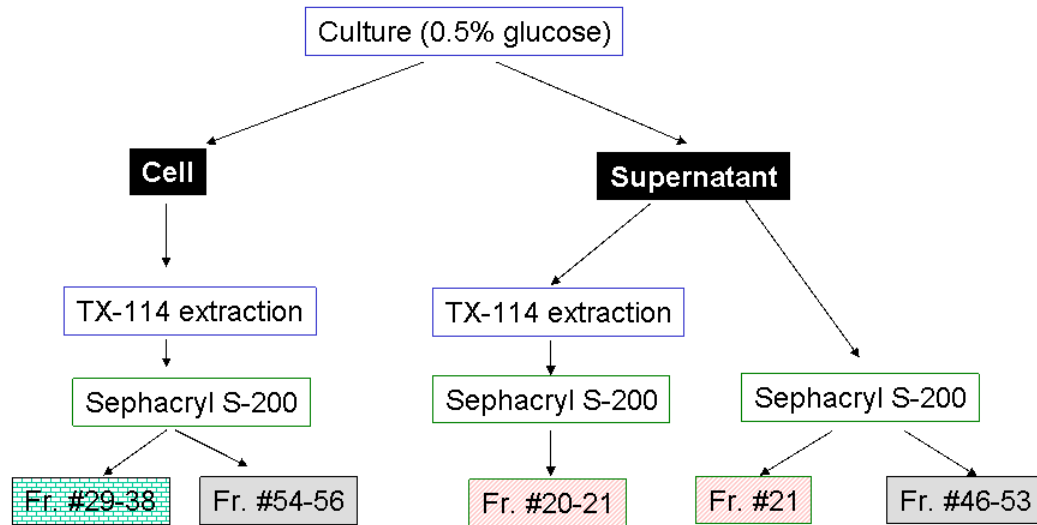 Culture (0.5% glucose)
Cell
Supernatant
TX-114 extraction
TX-114 extraction
Sephacryl S-200
Sephacryl S-200
Sephacryl S-200
Fr. #29-38
Fr. #54-56
Fr. #20-21
Fr. #21
Fr. #46-53